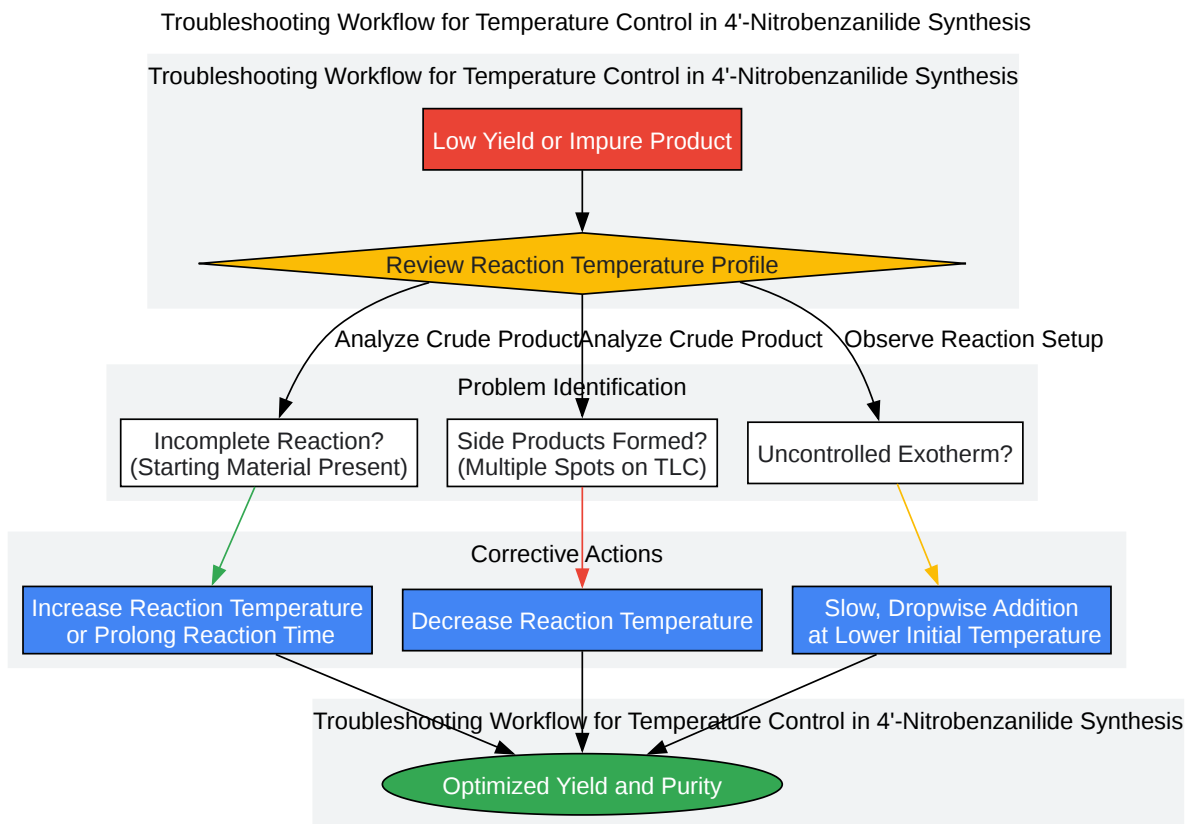 Troubleshooting Workflow for Temperature Control in 4'-Nitrobenzanilide Synthesis
Troubleshooting Workflow for Temperature Control in 4'-Nitrobenzanilide Synthesis
Low Yield or Impure Product
Review Reaction Temperature Profile
Analyze Crude Product
Analyze Crude Product
Observe Reaction Setup
Problem Identification
Incomplete Reaction?
(Starting Material Present)
Side Products Formed?
(Multiple Spots on TLC)
Uncontrolled Exotherm?
Corrective Actions
Increase Reaction Temperature
or Prolong Reaction Time
Decrease Reaction Temperature
Slow, Dropwise Addition
at Lower Initial Temperature
Troubleshooting Workflow for Temperature Control in 4'-Nitrobenzanilide Synthesis
Optimized Yield and Purity